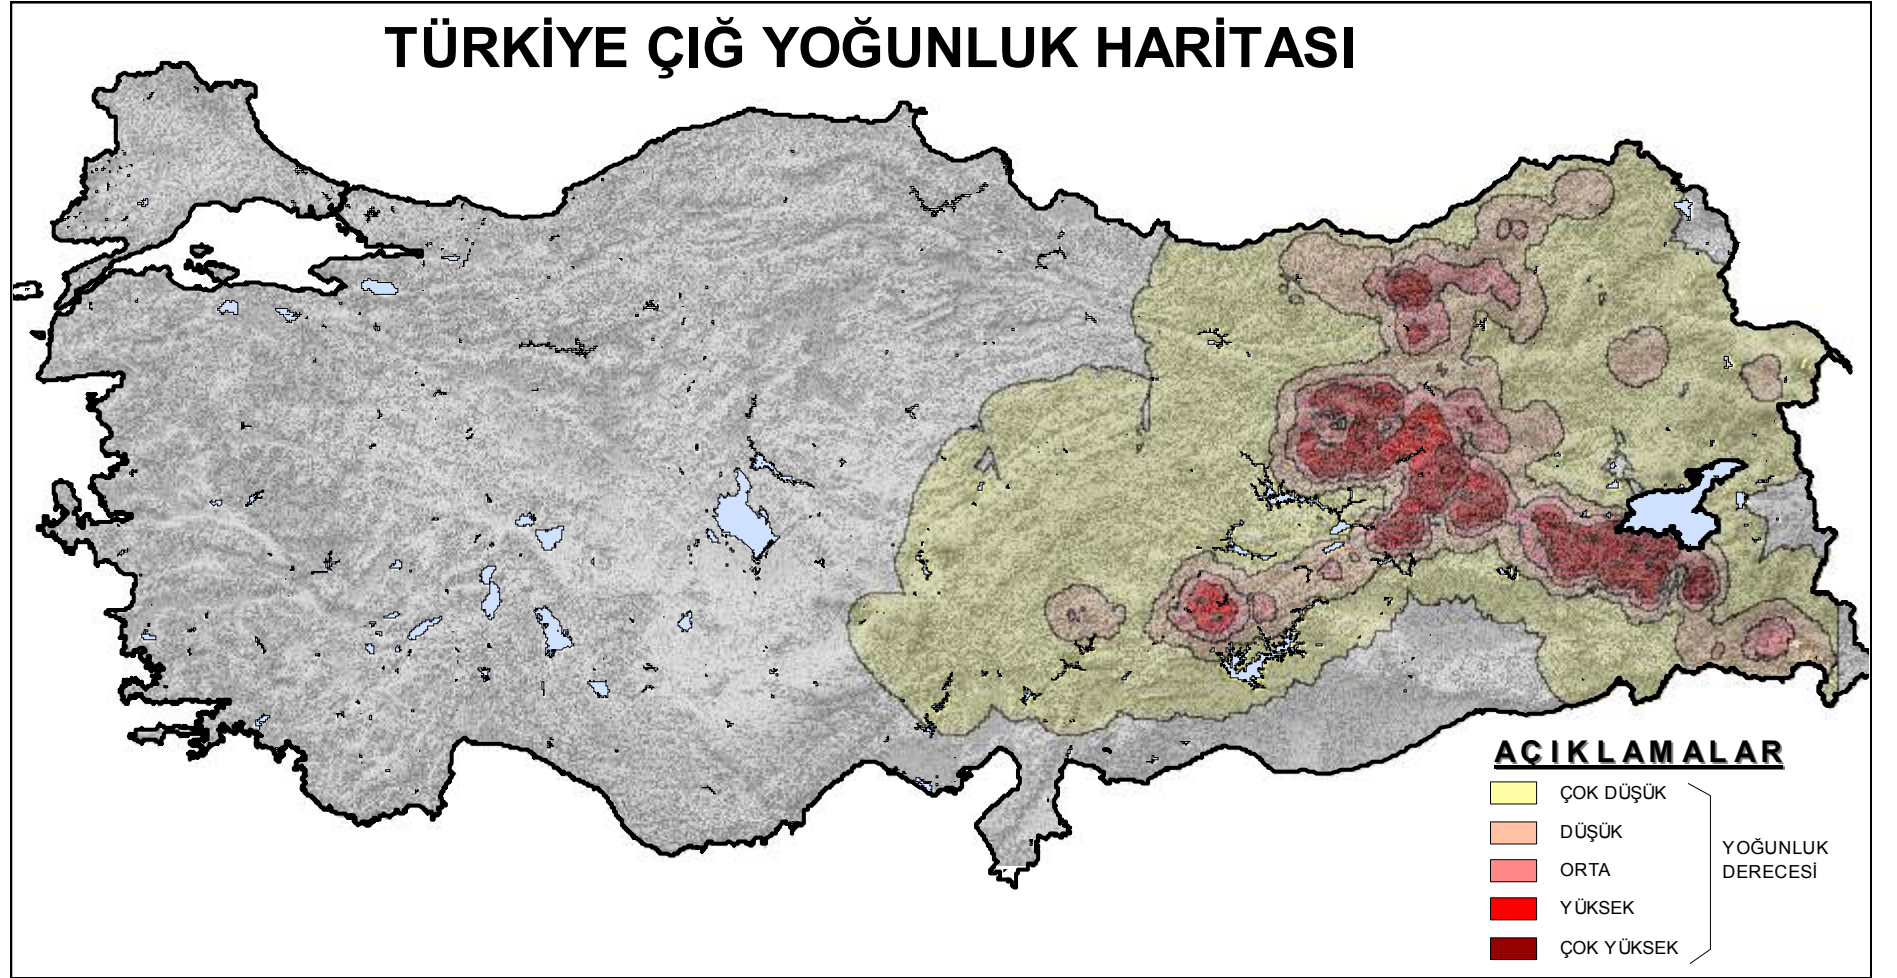 TÜRKİYE ÇIĞ YOĞUNLUK HARİTASI
AÇIKLAMALAR
ÇOK DÜŞÜK
DÜŞÜK
ORTA
YÜKSEK
ÇOK YÜKSEK
YOĞUNLUK
DERECESİ